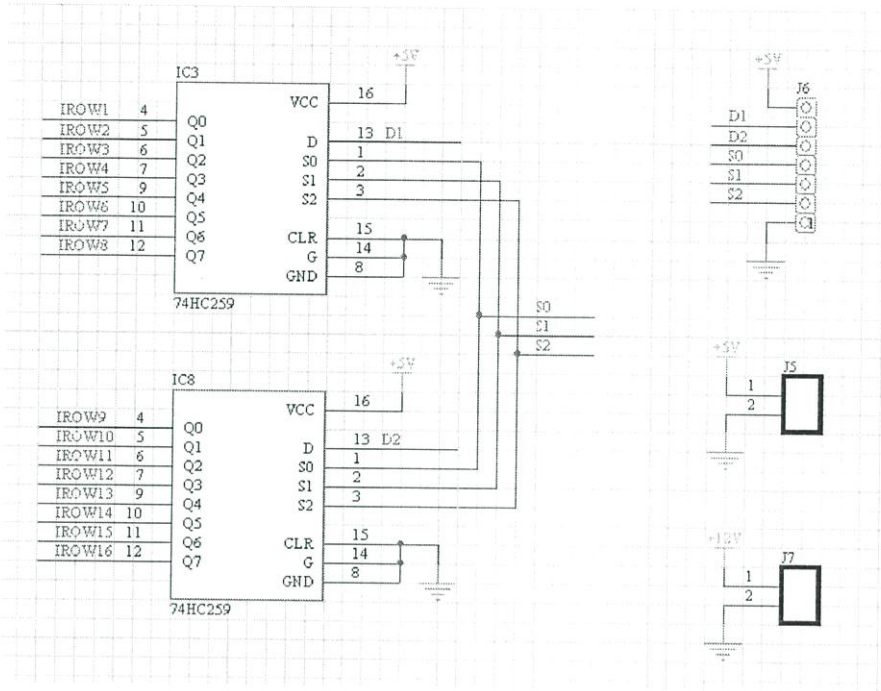 IC3
+5V
VCC 16
IROW1 4 Q0
IROW2 5 Q1
IROW3 6 Q2
IROW4 7 Q3
IROW5 9 Q4
IROW6 10 Q5
IROW7 11 Q6
IROW8 12 Q7
D 13 D1
S0 1
S1 2
S2 3
CLR 15
G 14
GND 8
74HC259
S0
S1
S2
IC8
+5V
VCC 16
IROW9 4 Q0
IROW10 5 Q1
IROW11 6 Q2
IROW12 7 Q3
IROW13 9 Q4
IROW14 10 Q5
IROW15 11 Q6
IROW16 12 Q7
D 13 D2
S0 1
S1 2
S2 3
CLR 15
G 14
GND 8
74HC259
+5V
J6
D1
D2
S0
S1
S2
1
+5V
J5
1
2
+12V
J7
1
2